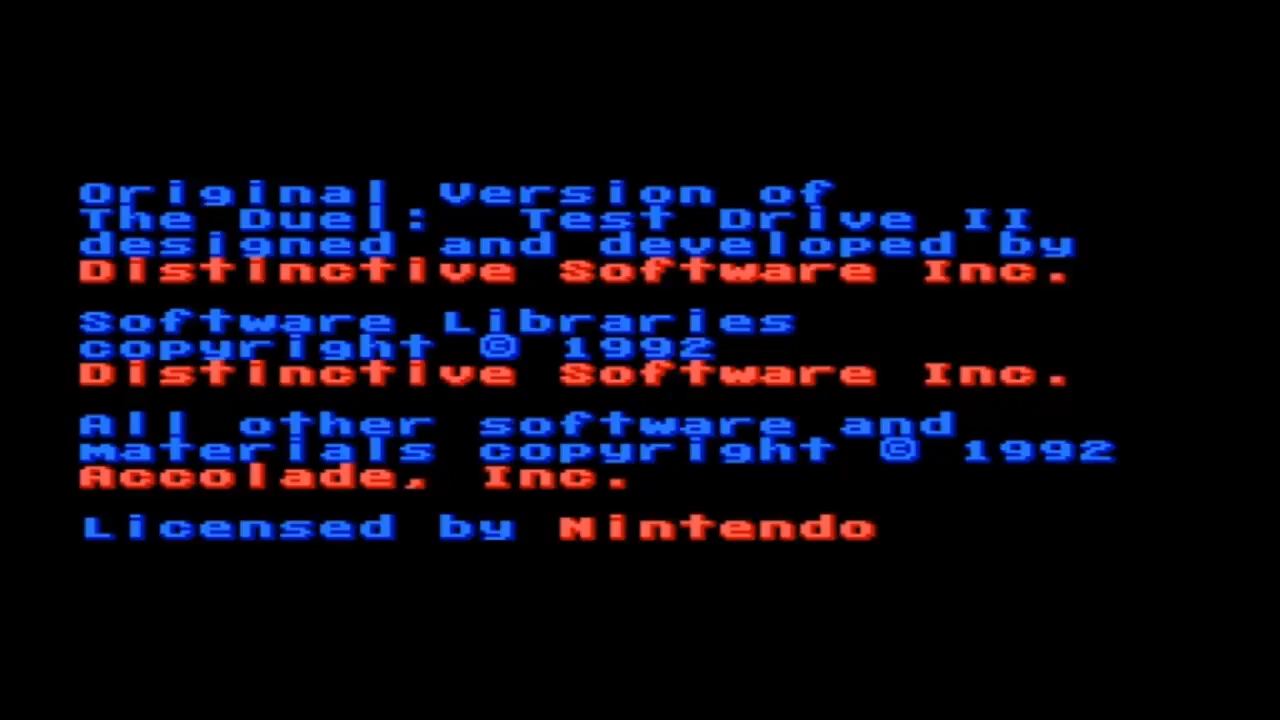 Original Version of
The Duel:  Test Drive II
designed and developed by
Distinctive Software Inc.
Software Libraries
copyright © 1992
Distinctive Software Inc.
All other software and
materials copyright © 1992
Accolade, Inc.
Licensed by Nintendo